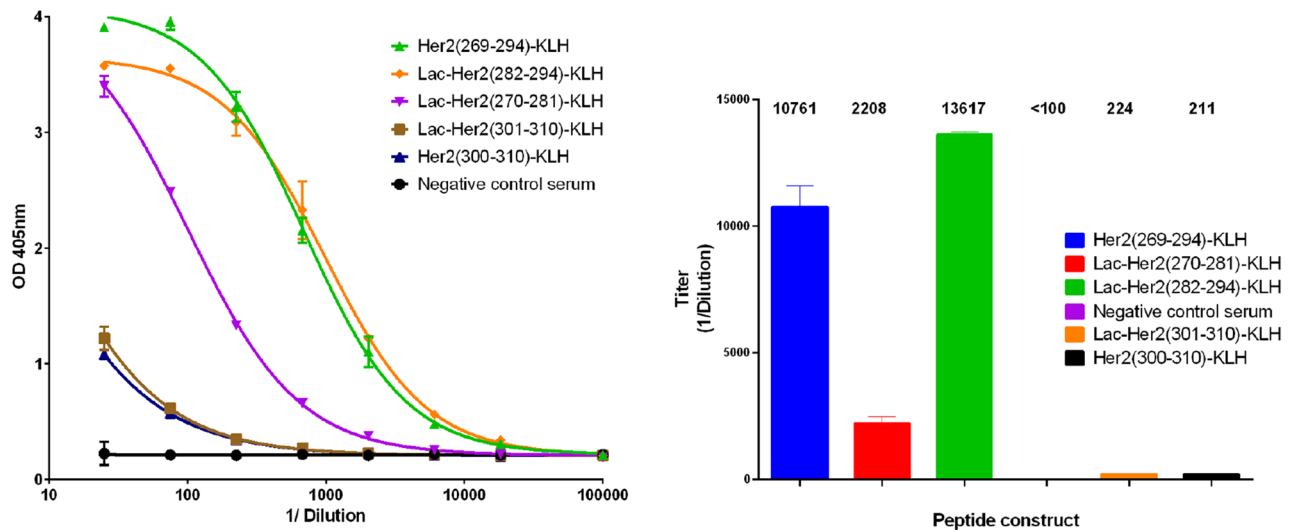 4
3
2
1
0
OD 405nm
10
100
1000
10000
100000
1/ Dilution
Her2(269-294)-KLH
Lac-Her2(282-294)-KLH
Lac-Her2(270-281)-KLH
Lac-Her2(301-310)-KLH
Her2(300-310)-KLH
Negative control serum
15000
10000
5000
0
Titer
(1/Dilution)
10761 2208 13617 <100 224 211
Her2(269-294)-KLH
Lac-Her2(270-281)-KLH
Lac-Her2(282-294)-KLH
Negative control serum
Lac-Her2(301-310)-KLH
Her2(300-310)-KLH
Peptide construct